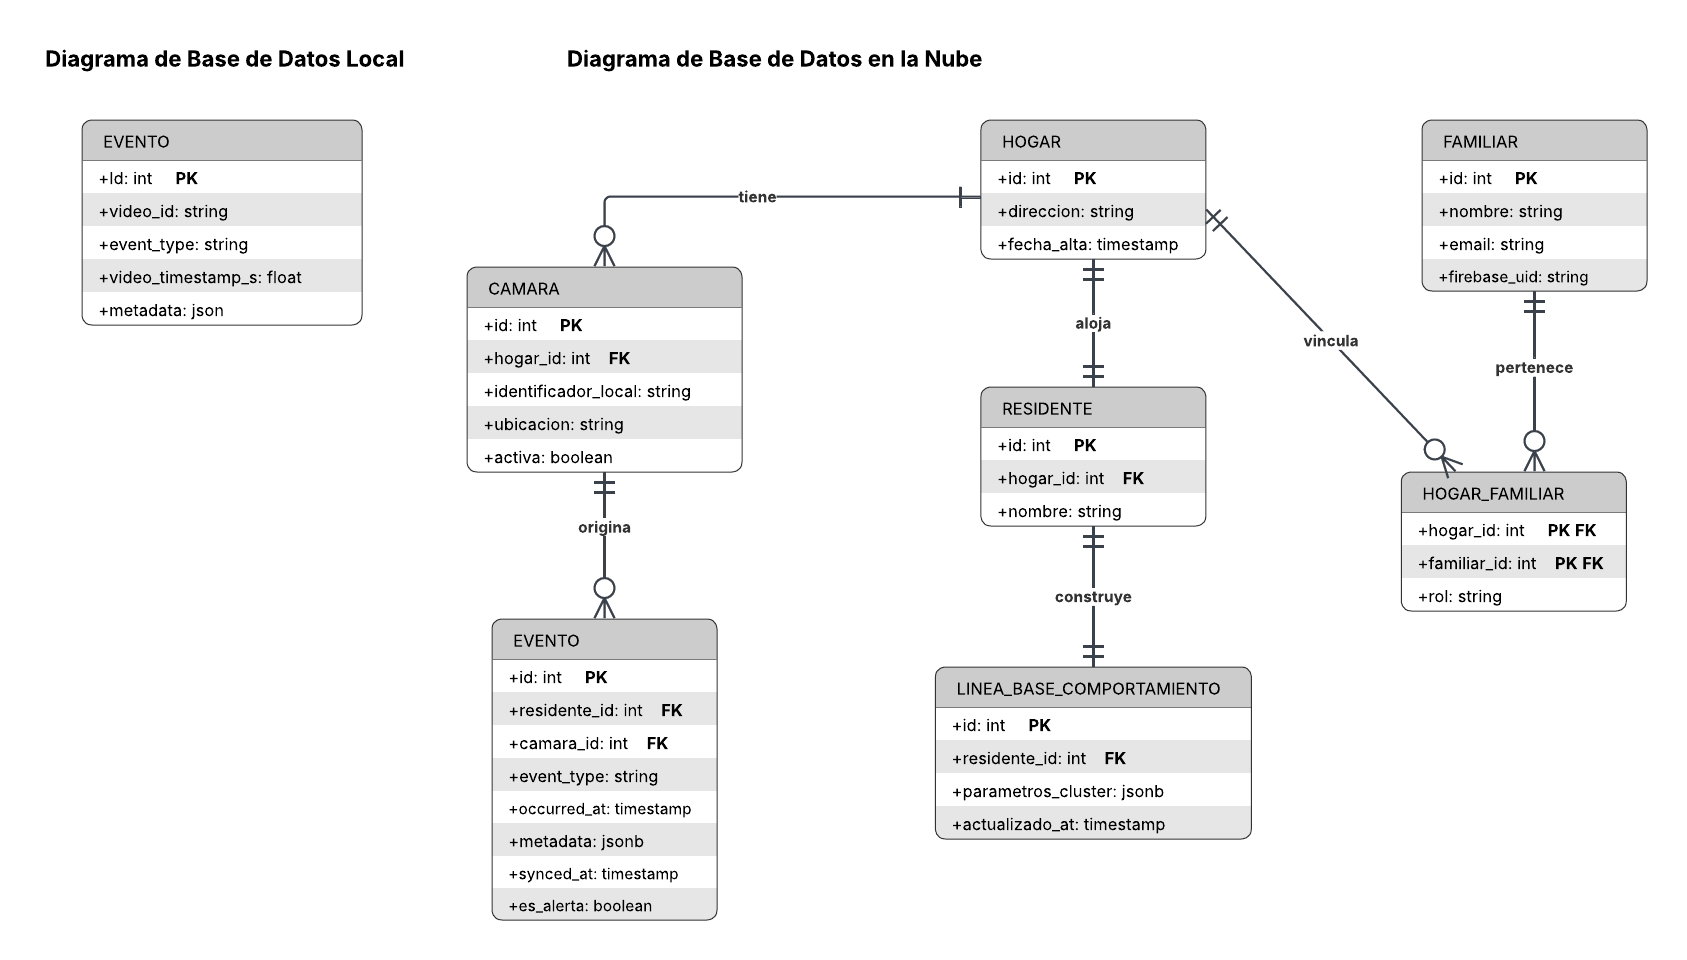 Diagrama de Base de Datos Local
EVENTO
+Id: int PK
+video_id: string
+event_type: string
+video_timestamp_s: float
+metadata: json
Diagrama de Base de Datos en la Nube
tiene
CAMARA
+id: int PK
+hogar_id: int FK
+identificador_local: string
+ubicacion: string
+activa: boolean
origina
EVENTO
+id: int PK
+residente_id: int FK
+camara_id: int FK
+event_type: string
+occurred_at: timestamp
+metadata: jsonb
+synced_at: timestamp
+es_alerta: boolean
HOGAR
+id: int PK
+direccion: string
+fecha_alta: timestamp
aloja
RESIDENTE
+id: int PK
+hogar_id: int FK
+nombre: string
construye
LINEA_BASE_COMPORTAMIENTO
+id: int PK
+residente_id: int FK
+parametros_cluster: jsonb
+actualizado_at: timestamp
vincula
FAMILIAR
+id: int PK
+nombre: string
+email: string
+firebase_uid: string
pertenece
HOGAR_FAMILIAR
+hogar_id: int PK FK
+familiar_id: int PK FK
+rol: string